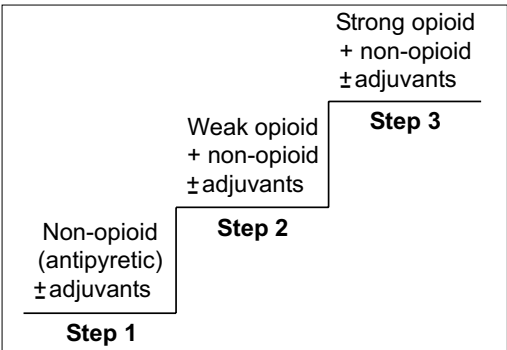 Strong opioid
+ non-opioid
± adjuvants
Step 3
Weak opioid
+ non-opioid
± adjuvants
Step 2
Non-opioid
(antipyretic)
± adjuvants
Step 1